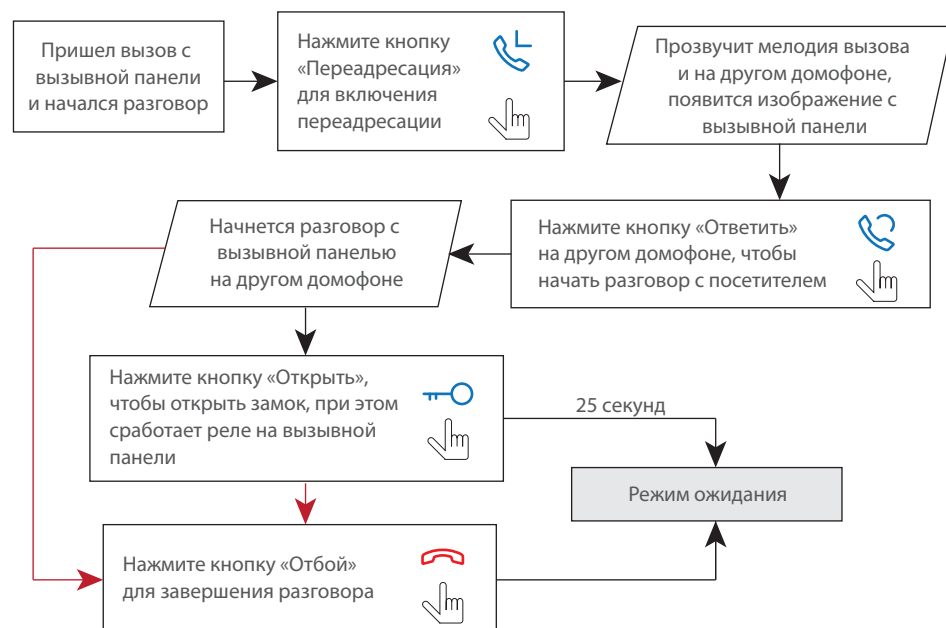 Пришел вызов с
вызывной панели
и начался разговор
Нажмите кнопку
«Переадресация»
для включения
переадресации
Прозвучит мелодия вызова
и на другом домофоне,
появится изображение с
вызывной панели
Нажмите кнопку «Ответить»
на другом домофоне, чтобы
начать разговор с посетителем
Начнется разговор с
вызывной панелью
на другом домофоне
Нажмите кнопку «Открыть»,
чтобы открыть замок, при этом
сработает реле на вызывной
панели
25 секунд
Режим ожидания
Нажмите кнопку «Отбой»
для завершения разговора